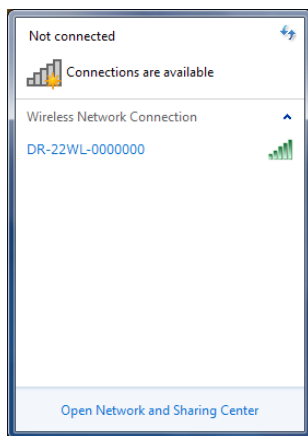 Not connected
Connections are available
Wireless Network Connection
DR-22WL-0000000
Open Network and Sharing Center